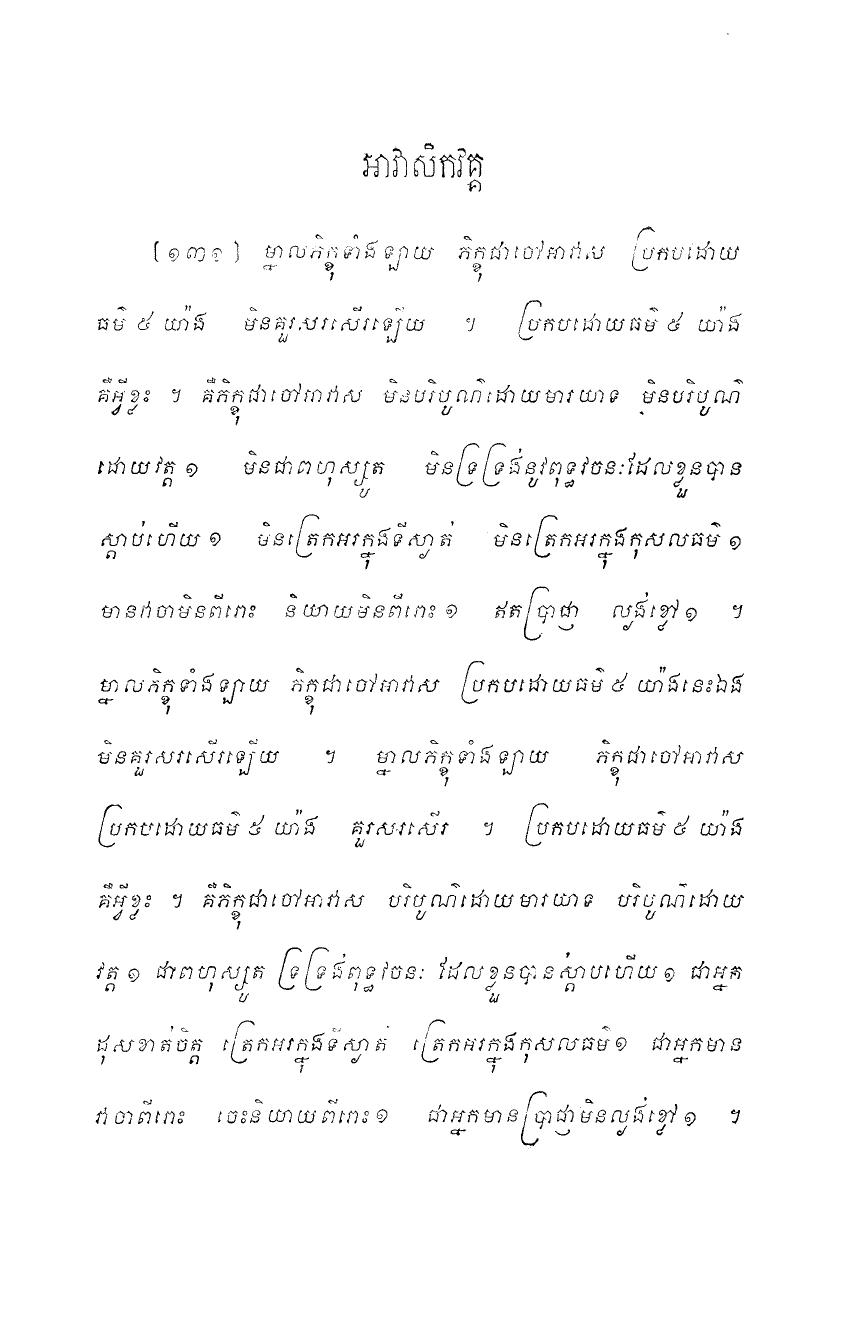 អាវាសិកវគ្គ
[១៣១] ម្នាលភិក្ខុទាំងឡាយ ភិក្ខុជាចៅអាវាស ប្រកបដោយ
ធម៌ ៥ យ៉ាង មិនគួរសរសើរឡើយ ។ ប្រកបដោយធម៌ ៥ យ៉ាង
គឺអ្វីខ្លះ ។ គឺភិក្ខុជាចៅអាវាស មិនបរិបូណ៌ដោយមារយាទ មិនបរិបូណ៌
ដោយវត្ត ១ មិនជាពហុស្សូត មិនទ្រទ្រង់នូវពុទ្ធវចនៈដែលខ្លួនបាន
ស្តាប់ហើយ ១ មិនត្រេកអរក្នុងទីស្ងាត់ មិនត្រេកអរក្នុងកុសលធម៌ ១
មានវាចាមិនពីរោះ និយាយមិនពីរោះ ១ ឥតប្រាជ្ញា ល្ងង់ខ្លៅ ១ ។
ម្នាលភិក្ខុទាំងឡាយ ភិក្ខុជាចៅអាវាស ប្រកបដោយធម៌ ៥ យ៉ាងនេះឯង
មិនគួរសរសើរឡើយ ។ ម្នាលភិក្ខុទាំងឡាយ ភិក្ខុជាចៅអាវាស
ប្រកបដោយធម៌ ៥ យ៉ាង គួរសរសើរ ។ ប្រកបដោយធម៌ ៥ យ៉ាង
គឺអ្វីខ្លះ ។ គឺភិក្ខុជាចៅអាវាស បរិបូណ៌ដោយមារយាទ បរិបូណ៌ដោយ
វត្ត ១ ជាពហុស្សូត ទ្រទ្រង់ពុទ្ធវចនៈ ដែលខ្លួនបានស្តាប់ហើយ ១ ជាអ្នក
ដុសខាត់ចិត្ត ត្រេកអរក្នុងទីស្ងាត់ ត្រេកអរក្នុងកុសលធម៌ ១ ជាអ្នកមាន
វាចាពីរោះ ចេះនិយាយពីរោះ ១ ជាអ្នកមានប្រាជ្ញាមិនល្ងង់ខ្លៅ ១ ។